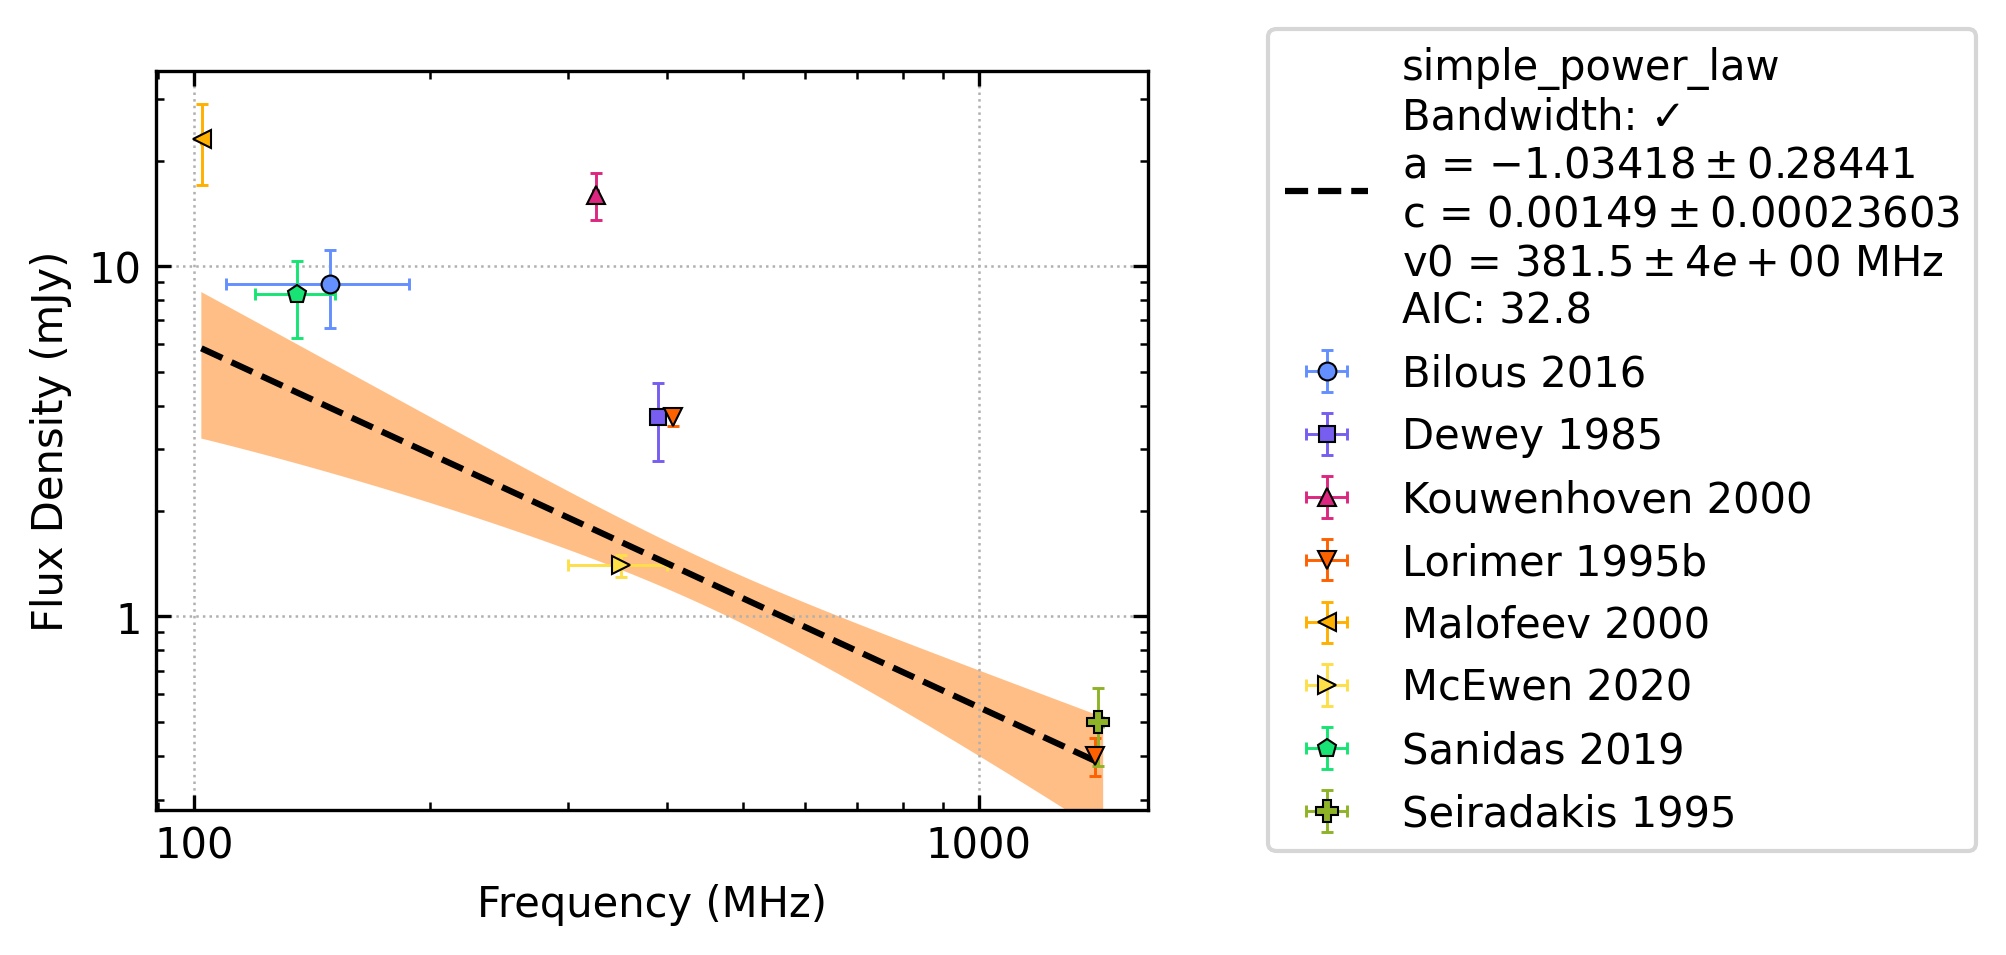 10
1
100
1000
Flux Density (mJy)
Frequency (MHz)
simple_power_law
Bandwidth: ✓
a = −1.03418 ± 0.28441
c = 0.00149 ± 0.00023603
v0 = 381.5 ± 4e + 00 MHz
AIC: 32.8
Bilous 2016
Dewey 1985
Kouwenhoven 2000
Lorimer 1995b
Malofeev 2000
McEwen 2020
Sanidas 2019
Seiradakis 1995